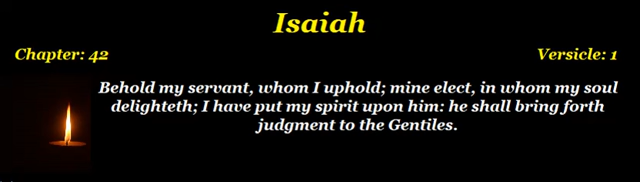 Isaiah
Chapter: 42
Versicle: 1
Behold my servant, whom I uphold; mine elect, in whom my soul
delighteth; I have put my spirit upon him: he shall bring forth
judgment to the Gentiles.